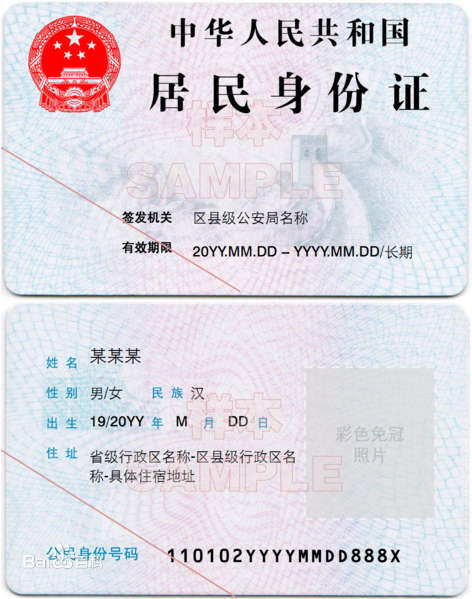 中华人民共和国
居民身份证
样本
SAMPLE
签发机关 区县级公安局名称
有效期限 20YY.MM.DD – YYYY.MM.DD/长期
姓名 某某某
性别 男/女 民族 汉
出生 19/20YY 年 M 月 DD 日
样本
住址 省级行政区名称-区县级行政区名
称-具体住宿地址
SAMPLE
彩色免冠
照片
公民身份号码 110102YYYYMMDD888X
Bai百科